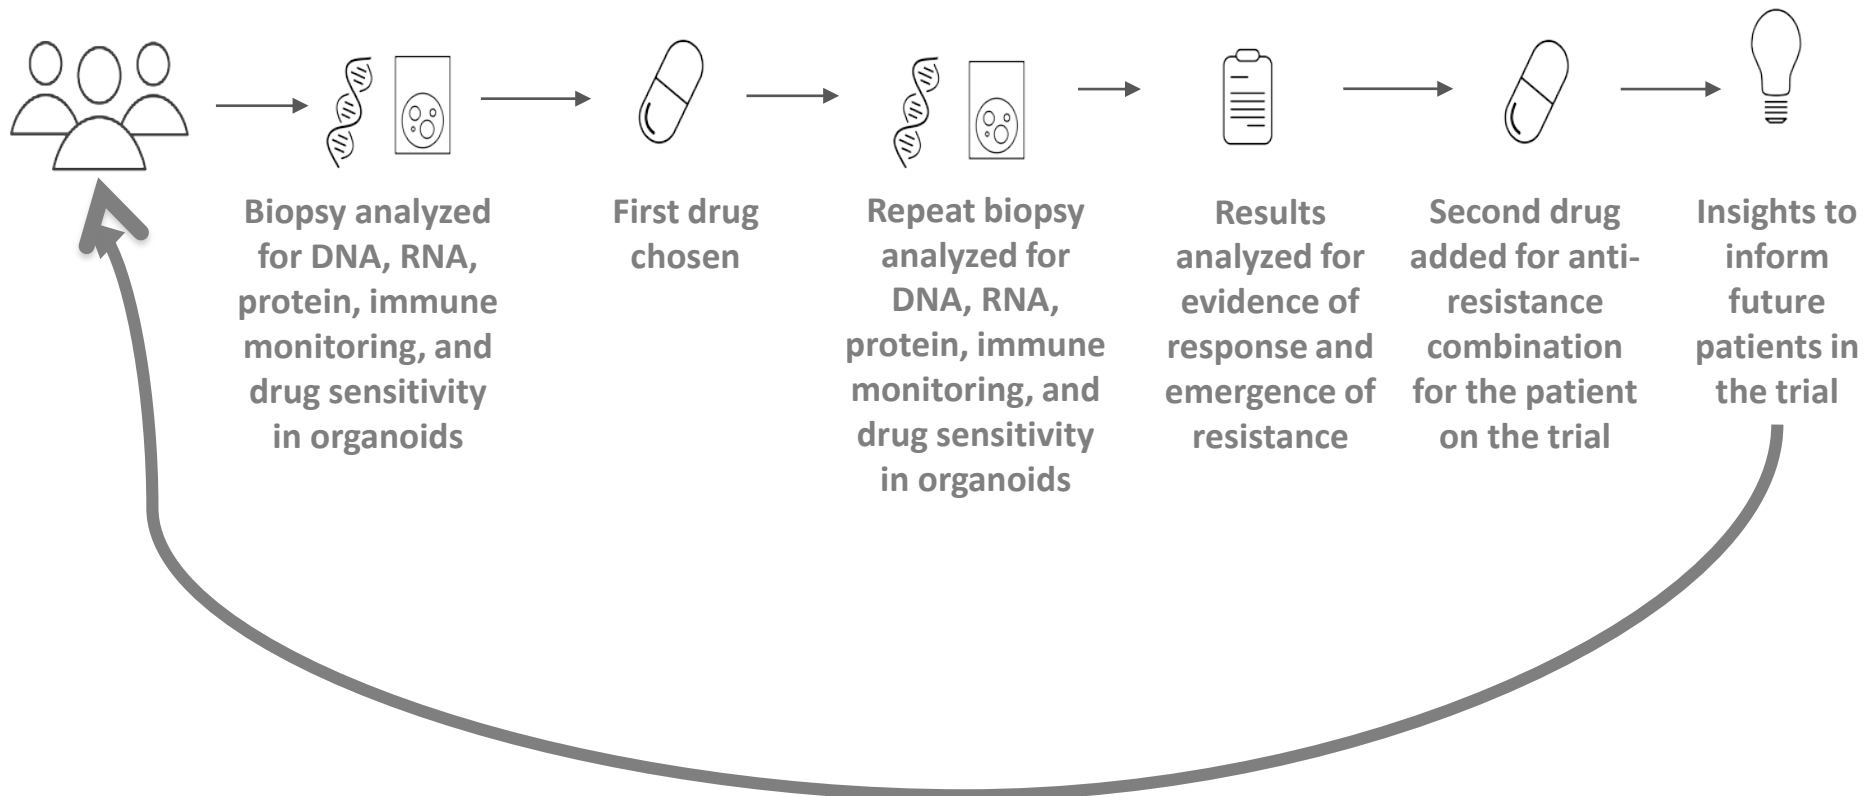 Biopsy analyzed
for DNA, RNA,
protein, immune
monitoring, and
drug sensitivity
in organoids
First drug
chosen
Repeat biopsy
analyzed for
DNA, RNA,
protein, immune
monitoring, and
drug sensitivity
in organoids
Results
analyzed for
evidence of
response and
emergence of
resistance
Second drug
added for anti-
resistance
combination
for the patient
on the trial
Insights to
inform
future
patients in
the trial